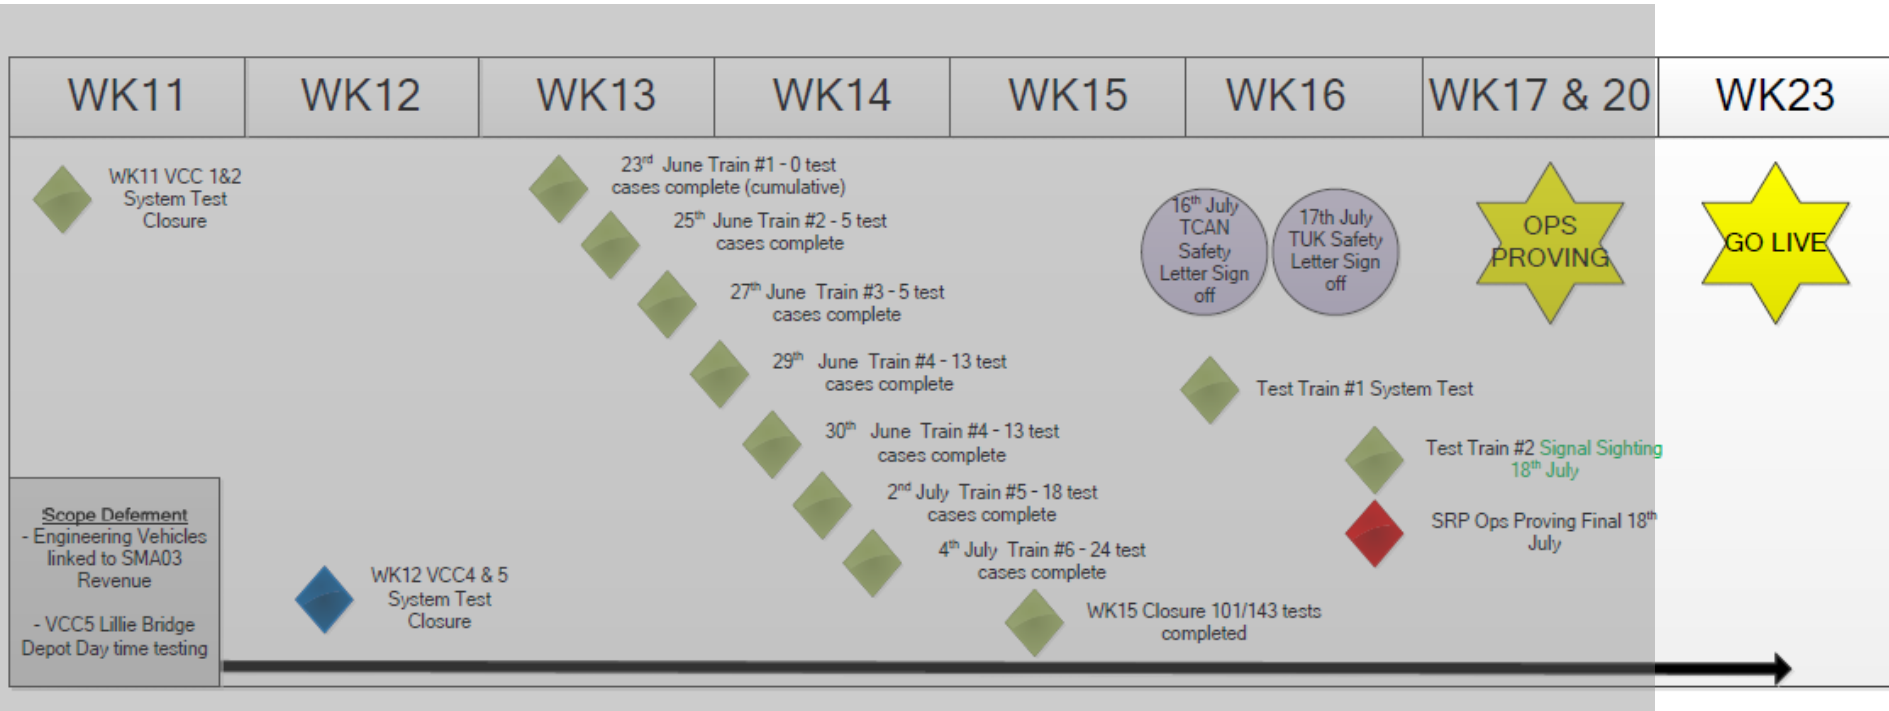 WK11
WK12
WK13
WK14
WK15
WK16
WK17 & 20
WK23
WK11 VCC 1&2
System Test
Closure
23rd June Train #1 - 0 test
cases complete (cumulative)
25th June Train #2 - 5 test
cases complete
27th June Train #3 - 5 test
cases complete
29th June Train #4 - 13 test
cases complete
30th June Train #4 - 13 test
cases complete
2nd July Train #5 - 18 test
cases complete
4th July Train #6 - 24 test
cases complete
WK15 Closure 101/143 tests
completed
16th July
TCAN
Safety
Letter Sign
off
17th July
TUK Safety
Letter Sign
off
OPS
PROVING
GO LIVE
Test Train #1 System Test
Test Train #2 Signal Sighting
18th July
SRP Ops Proving Final 18th
July
Scope Deferment
- Engineering Vehicles
linked to SMA03
Revenue
- VCC5 Lillie Bridge
Depot Day time testing
WK12 VCC4 & 5
System Test
Closure